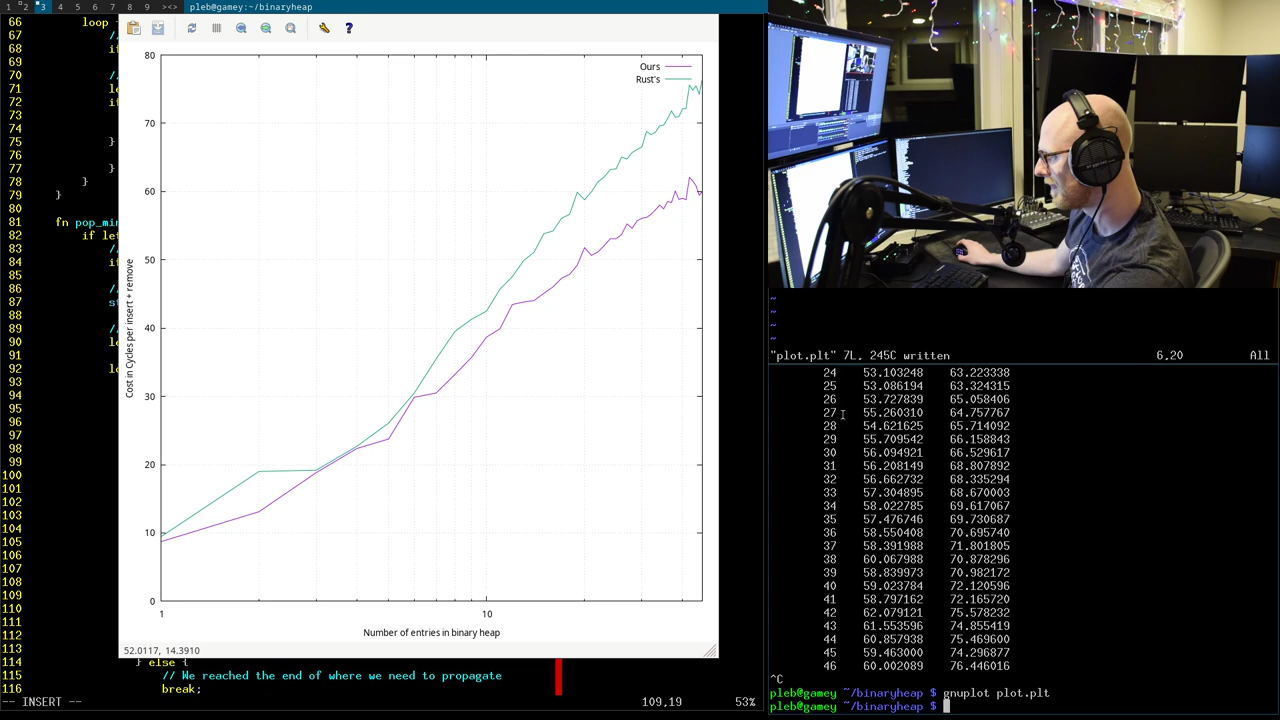 1 2 3 4 5 6 7 8 9 ><> pleb@gamey:~/binaryheap
66 loop
67 //
68 if
69
70 //
71 le
72 if
73
74
75 }
76
77 }
78 }
79 }
80
81 fn pop_min
82 if let
83 //
84 if
85
86 //
87 st
88
89 //
90 le
91
92 lo
93
94
95
96
97
98
99
100
101
102
103
104
105
106
107
108
109
110
111
112
113
114 } else {
115 // We reached the end of where we need to propagate
116 break;
-- INSERT -- 109,19 53%
80
70
60
50
40
30
20
10
0
1 10
Cost in Cycles per insert + remove
Number of entries in binary heap
Ours
Rust's
52.0117, 14.3910
~
~
~
~
"plot.plt" 7L, 245C written 6,20 All
24 53.103248 63.223338
25 53.086194 63.324315
26 53.727839 65.058406
27 55.260310 64.757767
28 54.621625 65.714092
29 55.709542 66.158843
30 56.094921 66.529617
31 56.208149 68.807892
32 56.662732 68.335294
33 57.304895 68.670003
34 58.022785 69.617067
35 57.476746 69.730687
36 58.550408 70.695740
37 58.391988 71.801805
38 60.067988 70.878296
39 58.839973 70.982172
40 59.023784 72.120596
41 58.797162 72.165720
42 62.079121 75.578232
43 61.553596 74.855419
44 60.857938 75.469600
45 59.463000 74.296877
46 60.002089 76.446016
^C
pleb@gamey ~/binaryheap $ gnuplot plot.plt
pleb@gamey ~/binaryheap $